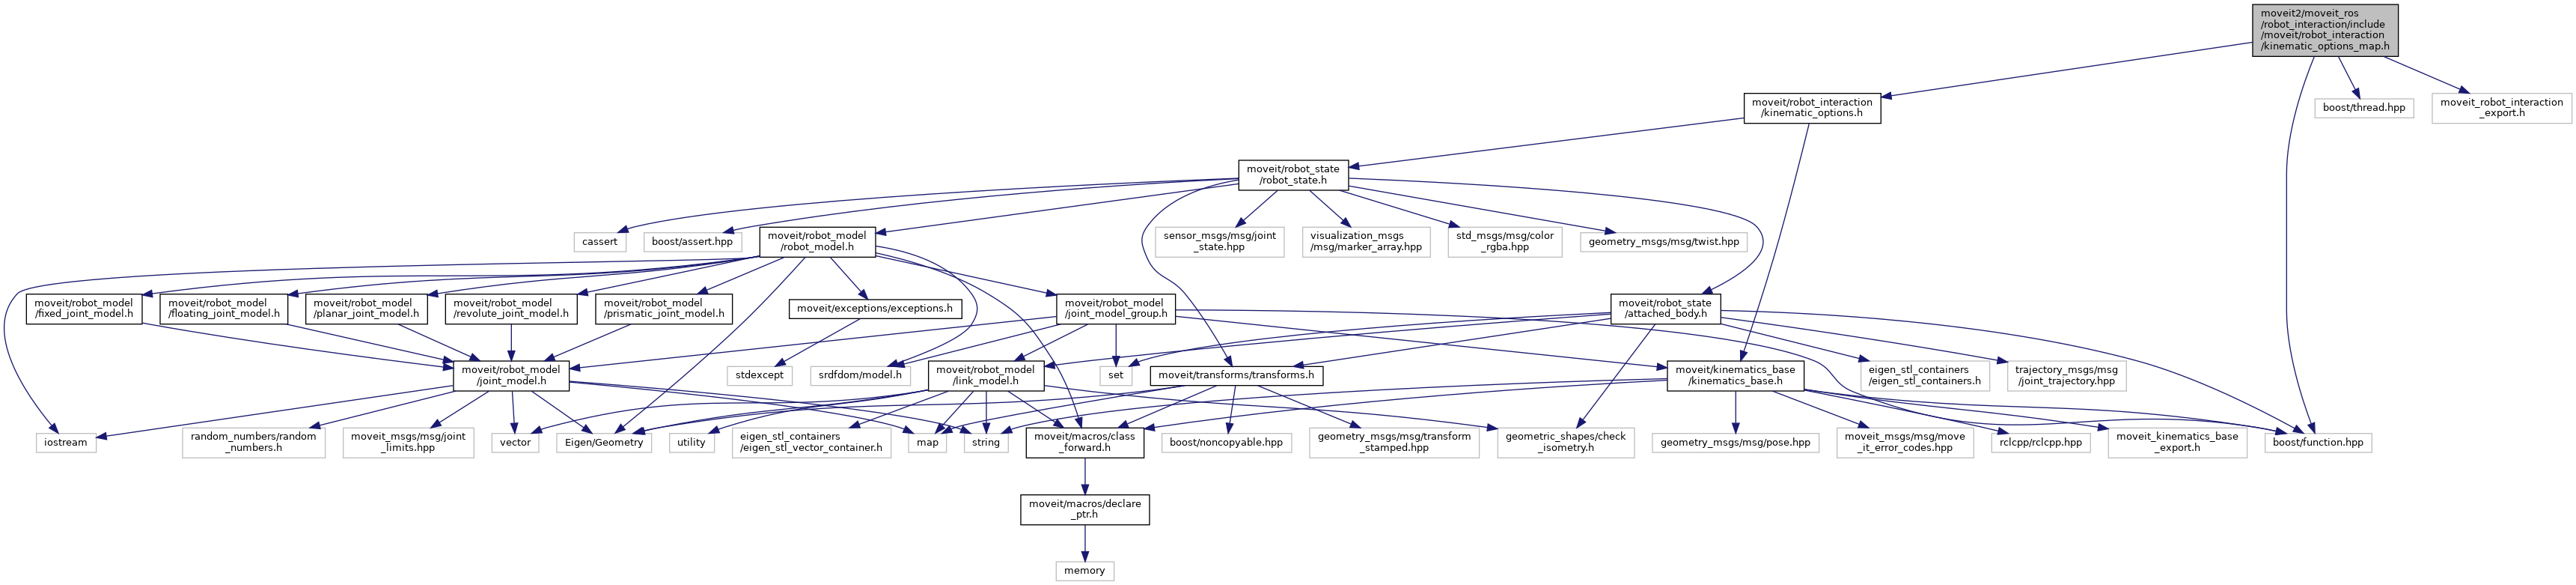 moveit2/moveit_ros
/robot_interaction/include
/moveit/robot_interaction
/kinematic_options_map.h
moveit/robot_interaction
/kinematic_options.h
boost/thread.hpp
moveit_robot_interaction
_export.h
moveit/robot_state
/robot_state.h
cassert
boost/assert.hpp
moveit/robot_model
/robot_model.h
sensor_msgs/msg/joint
_state.hpp
visualization_msgs
/msg/marker_array.hpp
std_msgs/msg/color
_rgba.hpp
geometry_msgs/msg/twist.hpp
moveit/robot_model
/fixed_joint_model.h
moveit/robot_model
/floating_joint_model.h
moveit/robot_model
/planar_joint_model.h
moveit/robot_model
/revolute_joint_model.h
moveit/robot_model
/prismatic_joint_model.h
moveit/exceptions/exceptions.h
moveit/robot_model
/joint_model_group.h
moveit/robot_state
/attached_body.h
moveit/robot_model
/joint_model.h
stdexcept
srdfdom/model.h
moveit/robot_model
/link_model.h
set
moveit/transforms/transforms.h
moveit/kinematics_base
/kinematics_base.h
eigen_stl_containers
/eigen_stl_containers.h
trajectory_msgs/msg
/joint_trajectory.hpp
iostream
random_numbers/random
_numbers.h
moveit_msgs/msg/joint
_limits.hpp
vector
Eigen/Geometry
utility
eigen_stl_containers
/eigen_stl_vector_container.h
map
string
moveit/macros/class
_forward.h
boost/noncopyable.hpp
geometry_msgs/msg/transform
_stamped.hpp
geometric_shapes/check
_isometry.h
geometry_msgs/msg/pose.hpp
moveit_msgs/msg/move
_it_error_codes.hpp
rclcpp/rclcpp.hpp
moveit_kinematics_base
_export.h
boost/function.hpp
moveit/macros/declare
_ptr.h
memory